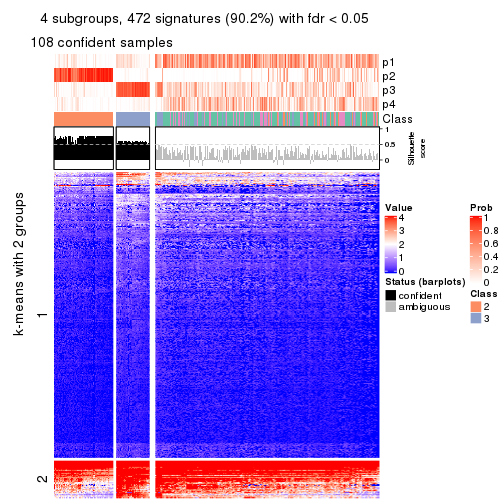 4 subgroups, 472 signatures (90.2%) with fdr < 0.05
108 confident samples
p1
p2
p3
p4
Class
1
0.5
0
Silhouette
score
k-means with 2 groups
1
2
Value
4
3
2
1
0
Status (barplots)
confident
ambiguous
Prob
1
0.8
0.6
0.4
0.2
0
Class
2
3